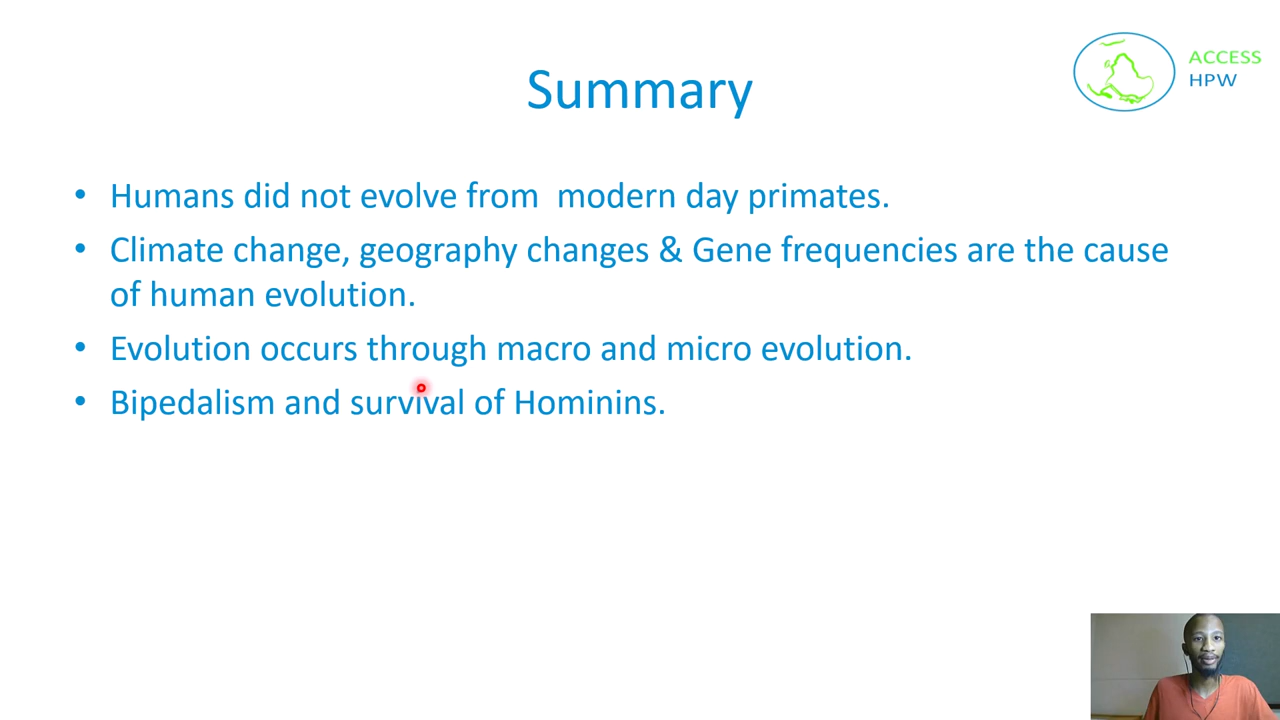 ACCESS
HPW
Summary
• Humans did not evolve from  modern day primates.
• Climate change, geography changes & Gene frequencies are the cause
of human evolution.
• Evolution occurs through macro and micro evolution.
• Bipedalism and survival of Hominins.